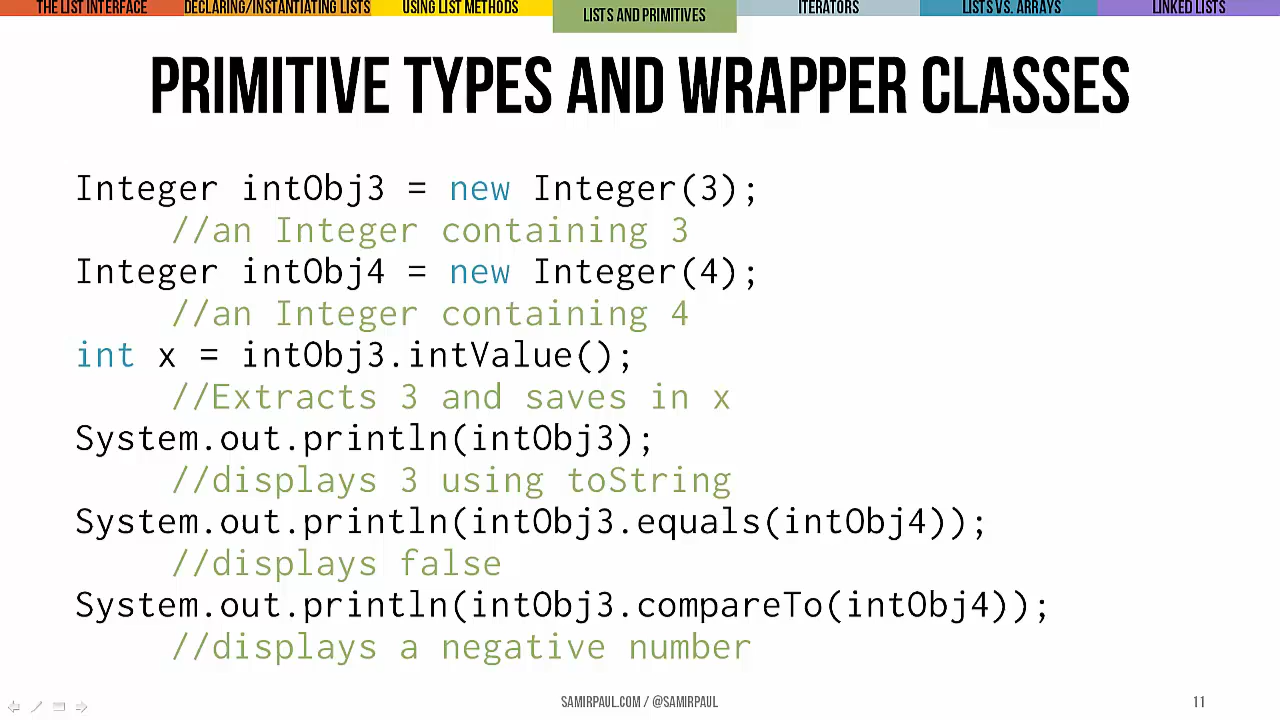 THE LIST INTERFACE
DECLARING/INSTANTIATING LISTS
USING LIST METHODS
LISTS AND PRIMITIVES
ITERATORS
LISTS VS. ARRAYS
LINKED LISTS
PRIMITIVE TYPES AND WRAPPER CLASSES
Integer intObj3 = new Integer(3);
//an Integer containing 3
Integer intObj4 = new Integer(4);
//an Integer containing 4
int x = intObj3.intValue();
//Extracts 3 and saves in x
System.out.println(intObj3);
//displays 3 using toString
System.out.println(intObj3.equals(intObj4));
//displays false
System.out.println(intObj3.compareTo(intObj4));
//displays a negative number
SAMIRPAUL.COM / @SAMIRPAUL
11